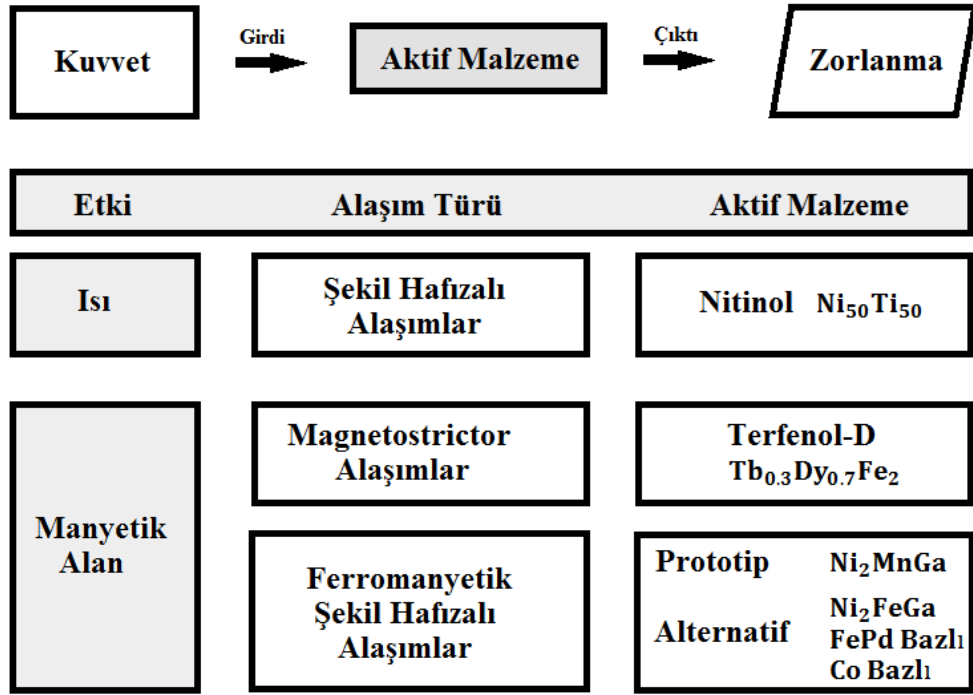 Kuvvet
Girdi
Aktif Malzeme
Çıktı
Zorlanma
Etki
Alaşım Türü
Aktif Malzeme
Isı
Şekil Hafızalı
Alaşımlar
Nitinol Ni₅₀Ti₅₀
Manyetik
Alan
Magnetostrictor
Alaşımlar
Terfenol-D
Tb₀.₃Dy₀.₇Fe₂
Ferromanyetik
Şekil Hafızalı
Alaşımlar
Prototip Ni₂MnGa
Alternatif
Ni₂FeGa
FePd Bazlı
Co Bazlı